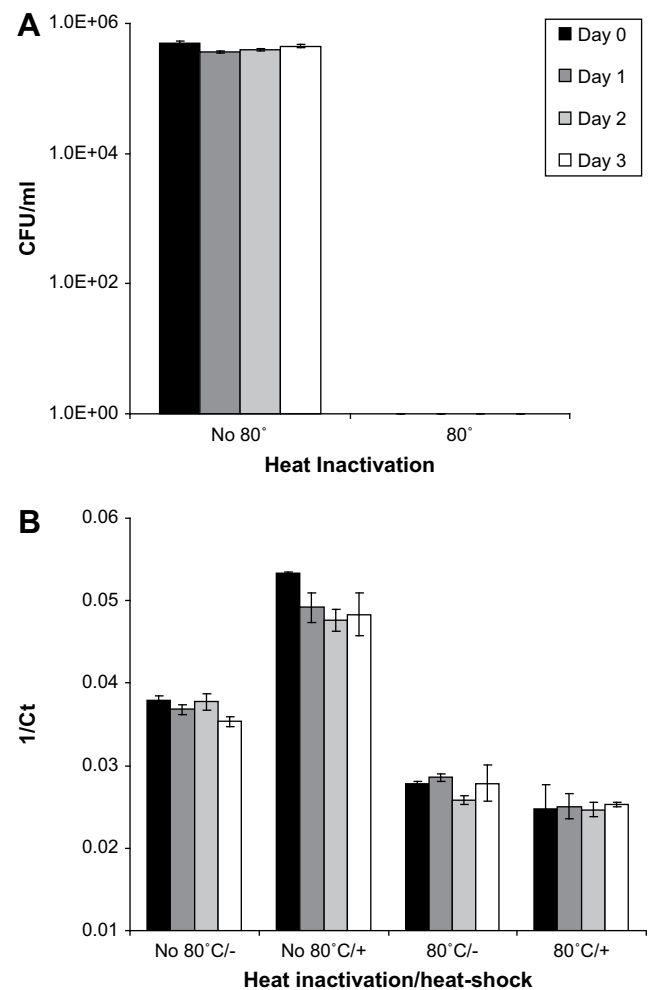 A
1.0E+06
1.0E+04
1.0E+02
1.0E+00
CFU/ml
Day 0
Day 1
Day 2
Day 3
No 80˚
80˚
Heat Inactivation
B
0.06
0.05
0.04
0.03
0.02
0.01
1/Ct
No 80˚C/-
No 80˚C/+
80˚C/-
80˚C/+
Heat inactivation/heat-shock